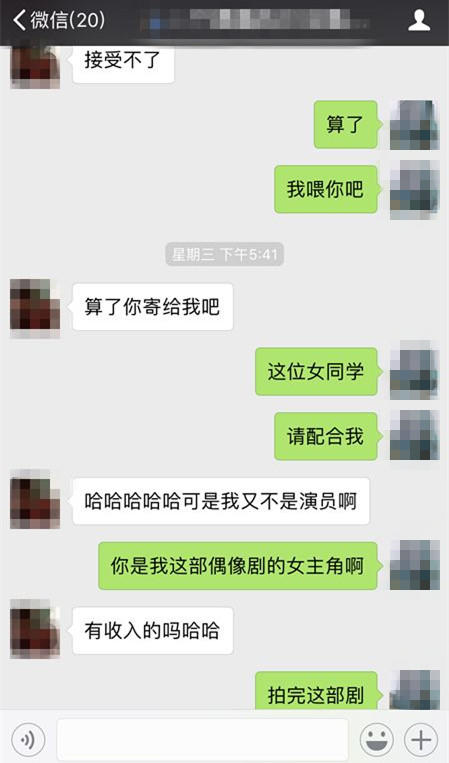 微信(20)
接受不了
算了
我喂你吧
星期三 下午5:41
算了你寄给我吧
这位女同学
请配合我
哈哈哈哈哈可是我又不是演员啊
你是我这部偶像剧的女主角啊
有收入的吗哈哈
拍完这部剧